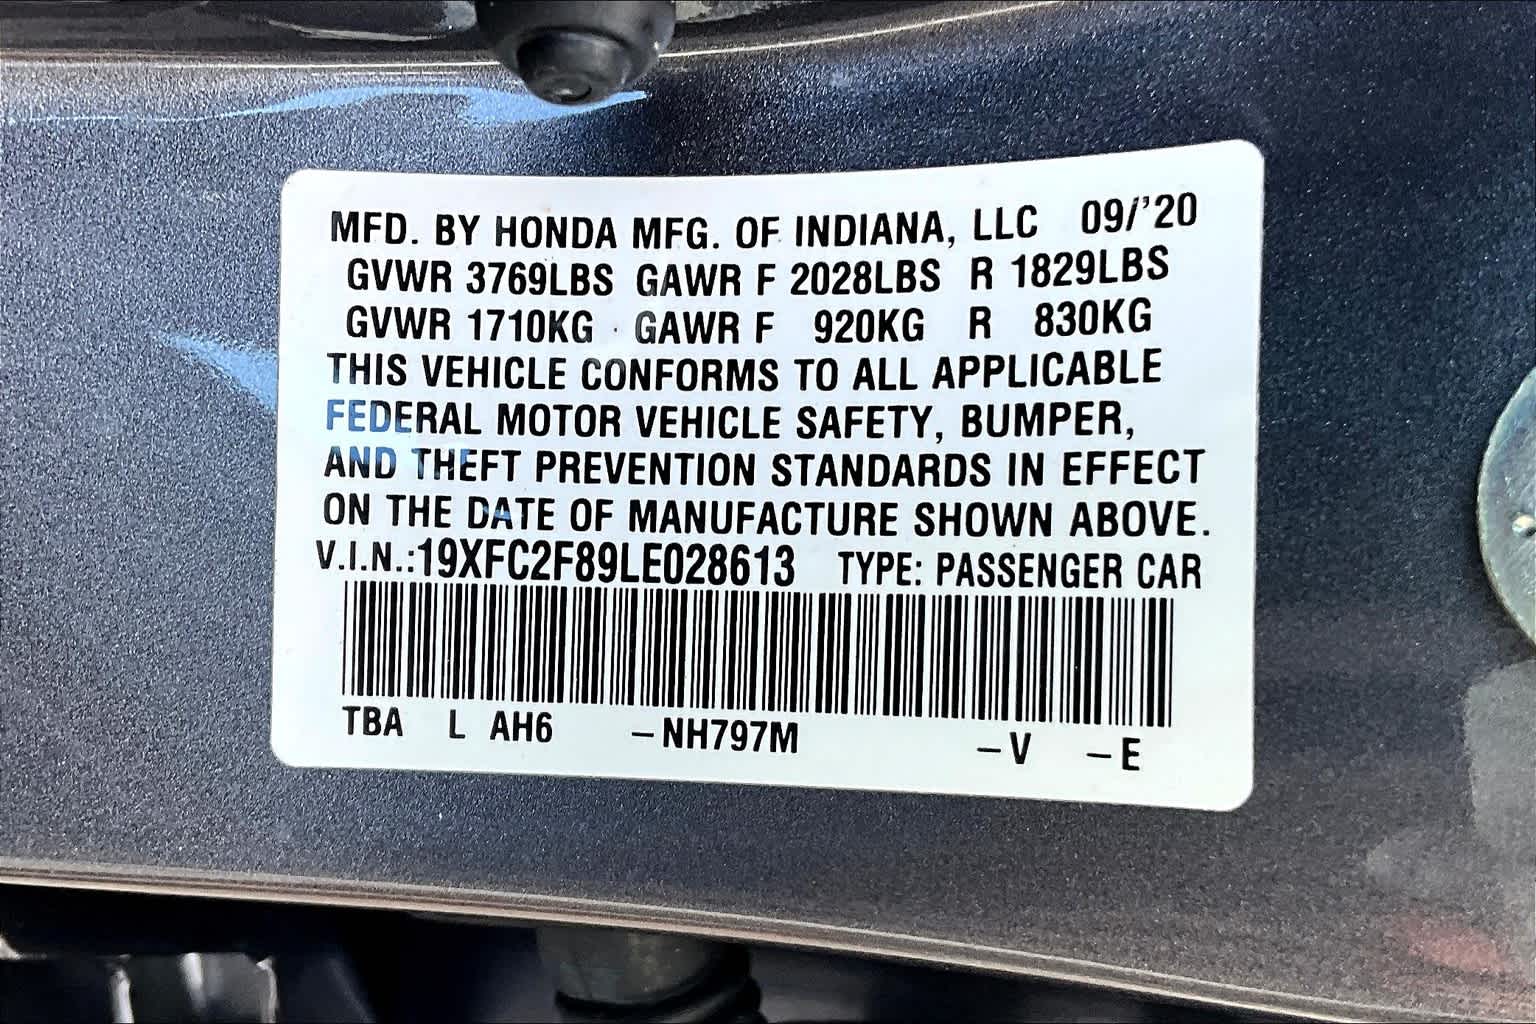 MFD. BY HONDA MFG. OF INDIANA, LLC 09/'20
GVWR 3769LBS GAWR F 2028LBS R 1829LBS
GVWR 1710KG GAWR F 920KG R 830KG
THIS VEHICLE CONFORMS TO ALL APPLICABLE
FEDERAL MOTOR VEHICLE SAFETY, BUMPER,
AND THEFT PREVENTION STANDARDS IN EFFECT
ON THE DATE OF MANUFACTURE SHOWN ABOVE.
V.I.N.:19XFC2F89LE028613 TYPE: PASSENGER CAR
TBA L AH6 –NH797M –V –E